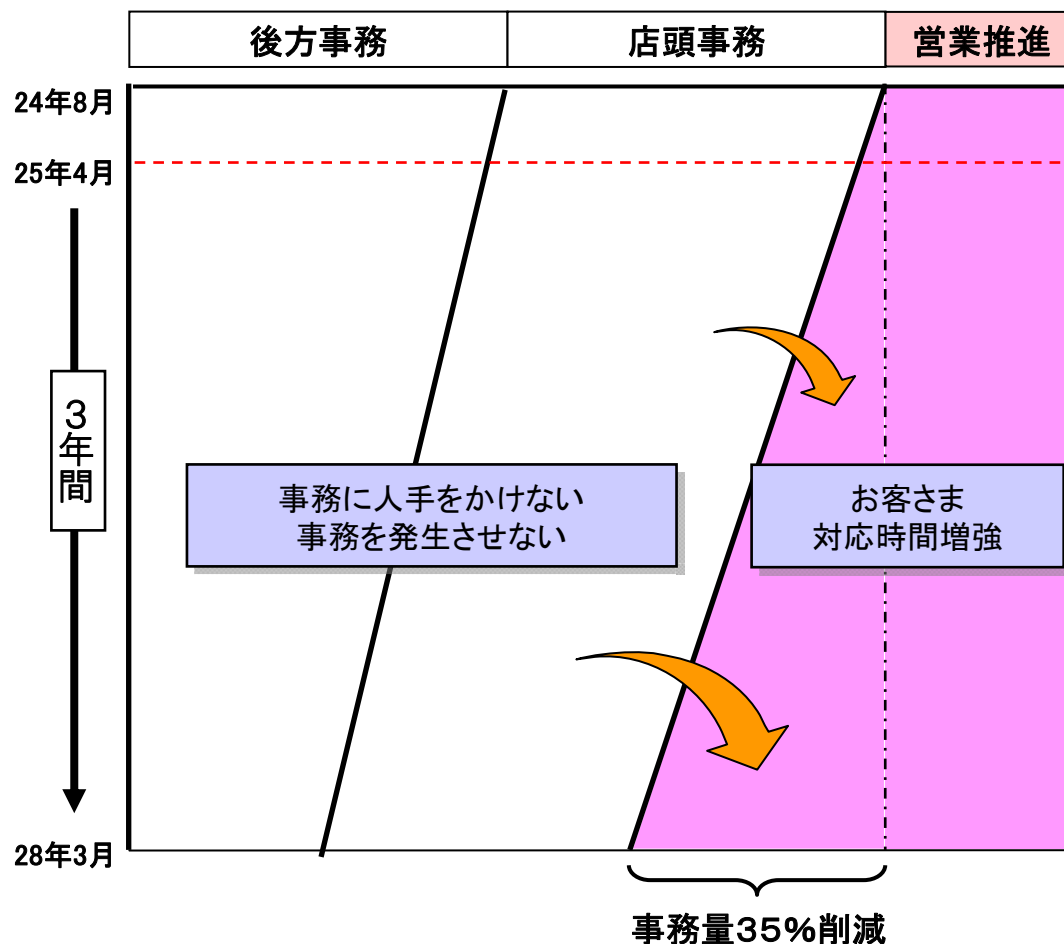 後方事務
店頭事務
営業推進
24年8月
25年4月
3年間
事務に人手をかけない
事務を発生させない
お客さま
対応時間増強
28年3月
事務量35%削減